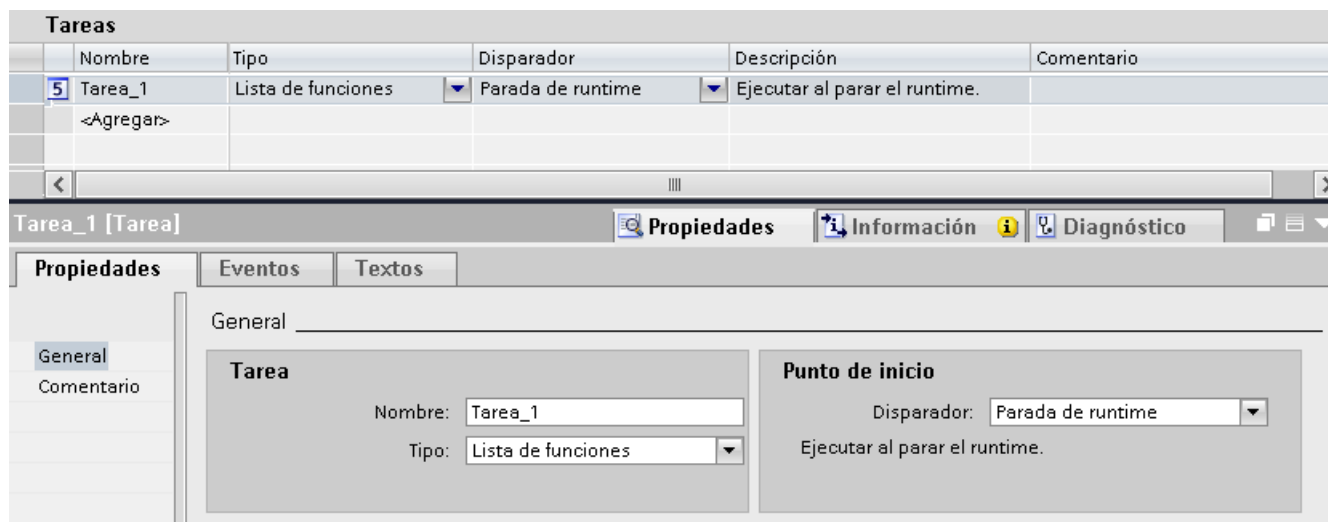 Tareas
Nombre Tipo Disparador Descripción Comentario
5 Tarea_1 Lista de funciones Parada de runtime Ejecutar al parar el runtime.
<Agregar>
Tarea_1 [Tarea] Propiedades Información Diagnóstico
Propiedades Eventos Textos
General
General
Comentario
Tarea
Nombre: Tarea_1
Tipo: Lista de funciones
Punto de inicio
Disparador: Parada de runtime
Ejecutar al parar el runtime.